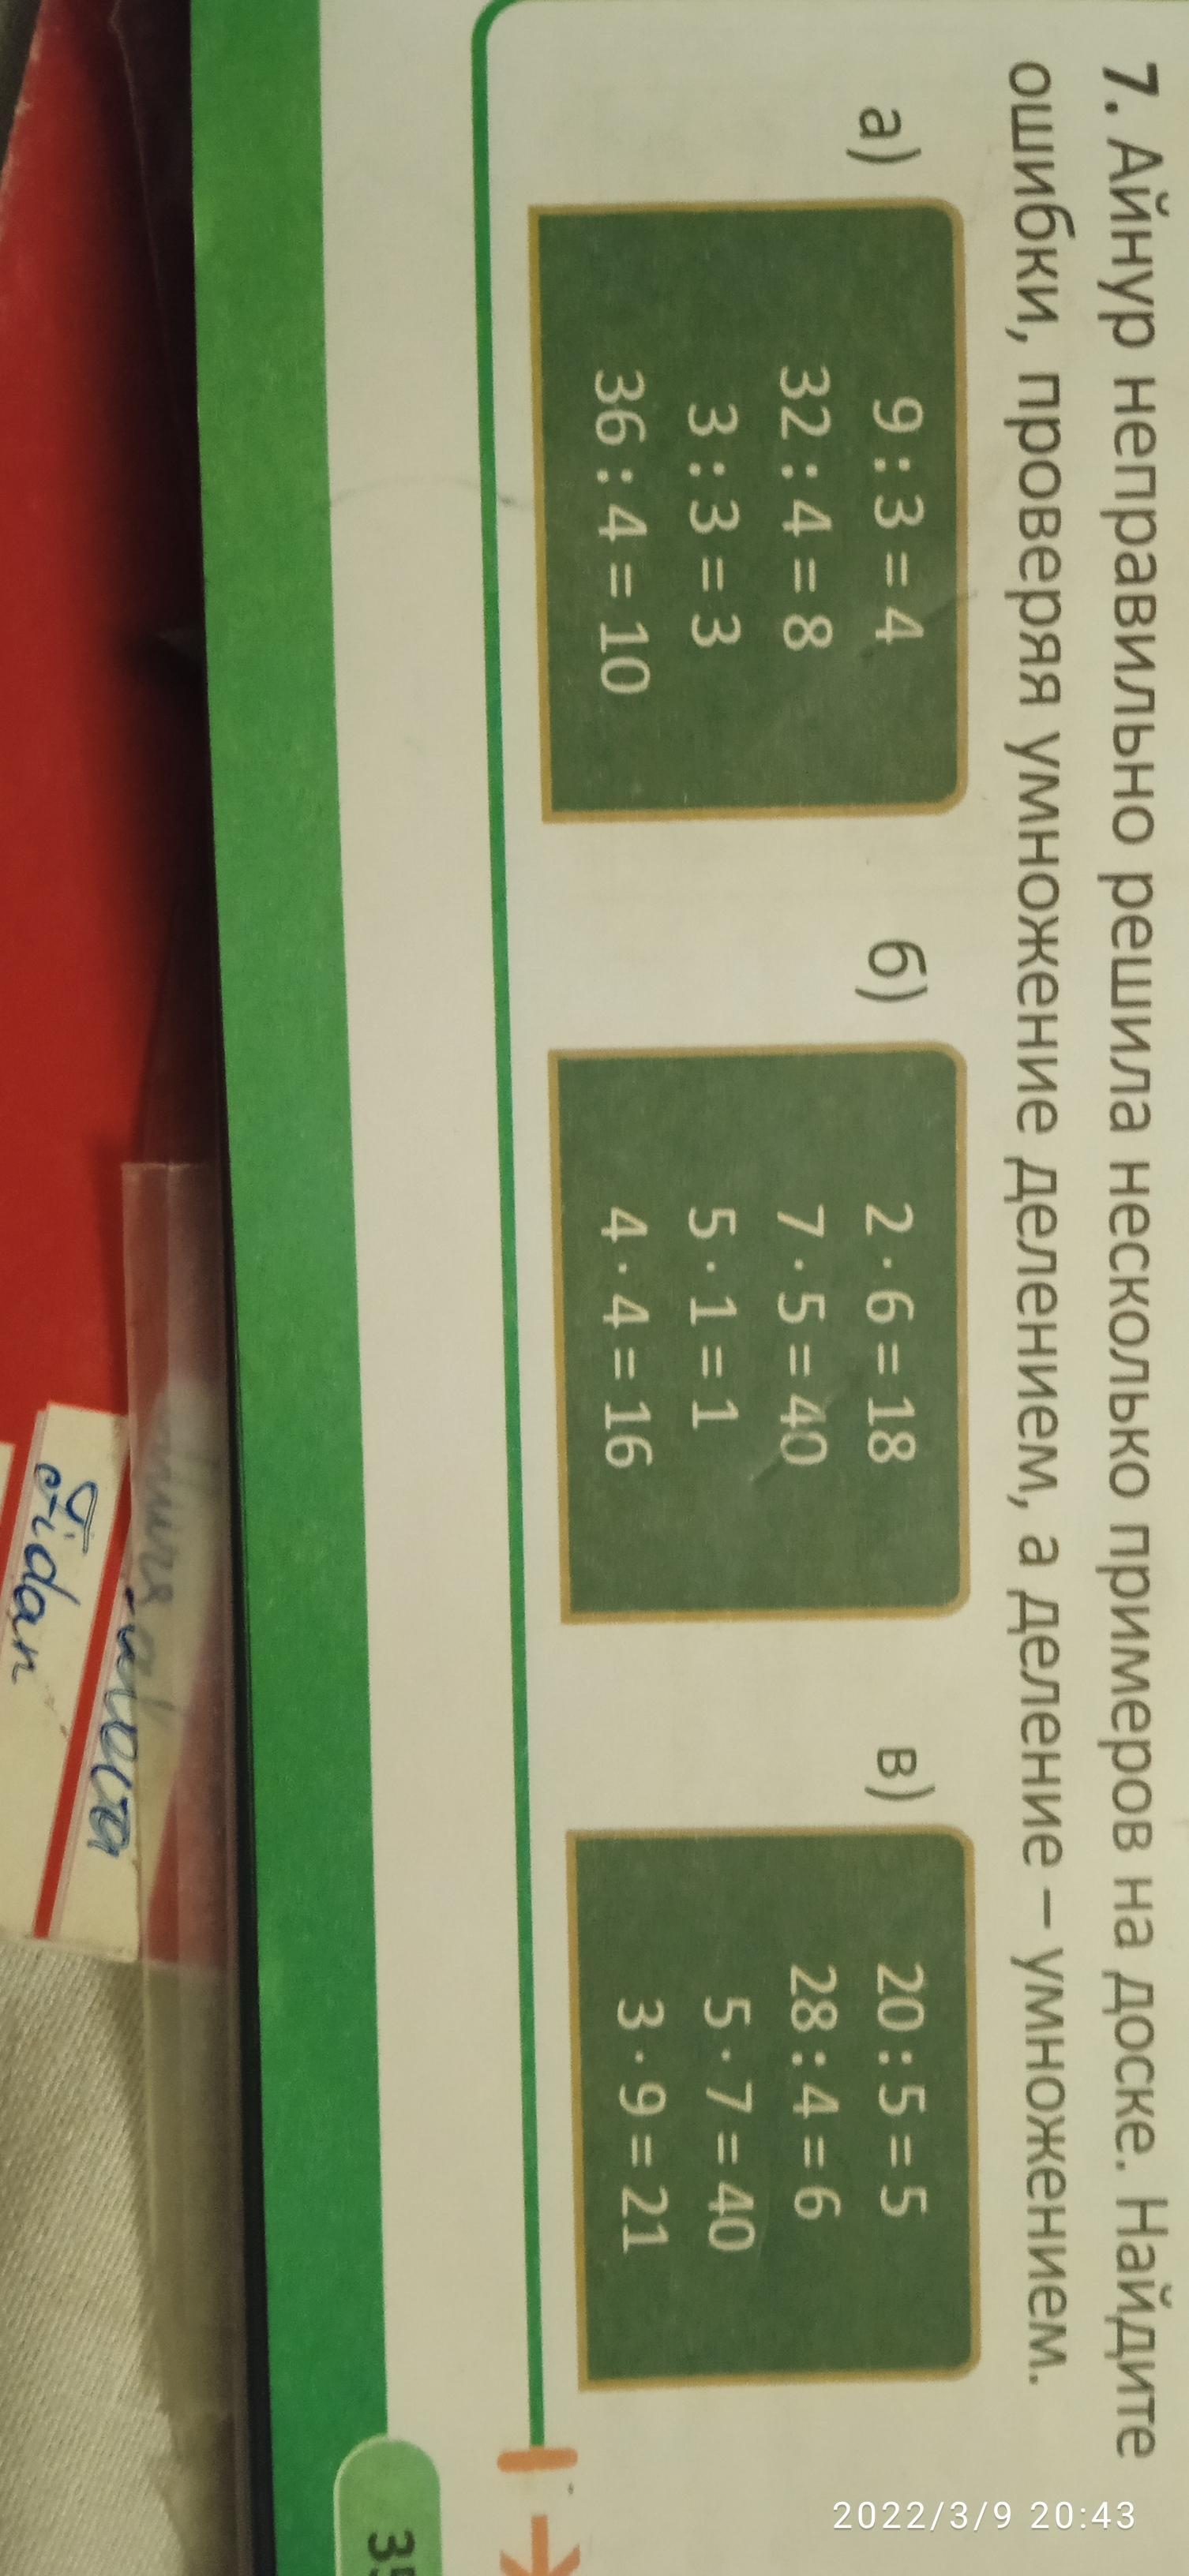 7. Айнур неправильно решила несколько примеров на доске. Найдите
ошибки, проверяя умножение делением, а деление – умножением.
а)
9 : 3 = 4
32 : 4 = 8
3 : 3 = 3
36 : 4 = 10
б)
2 · 6 = 18
7 · 5 = 40
5 · 1 = 1
4 · 4 = 16
в)
20 : 5 = 5
28 : 4 = 6
5 · 7 = 40
3 · 9 = 21
Fidan
2022/3/9 20:43